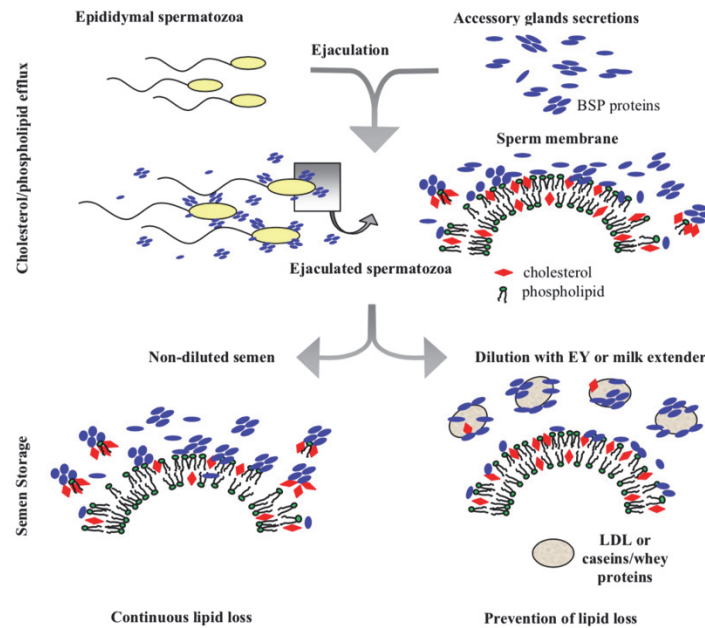 Epididymal spermatozoa
Accessory glands secretions
Ejaculation
BSP proteins
Cholesterol/phospholipid efflux
Sperm membrane
Ejaculated spermatozoa
cholesterol
phospholipid
Non-diluted semen
Dilution with EY or milk extender
Semen Storage
LDL or
caseins/whey
proteins
Continuous lipid loss
Prevention of lipid loss